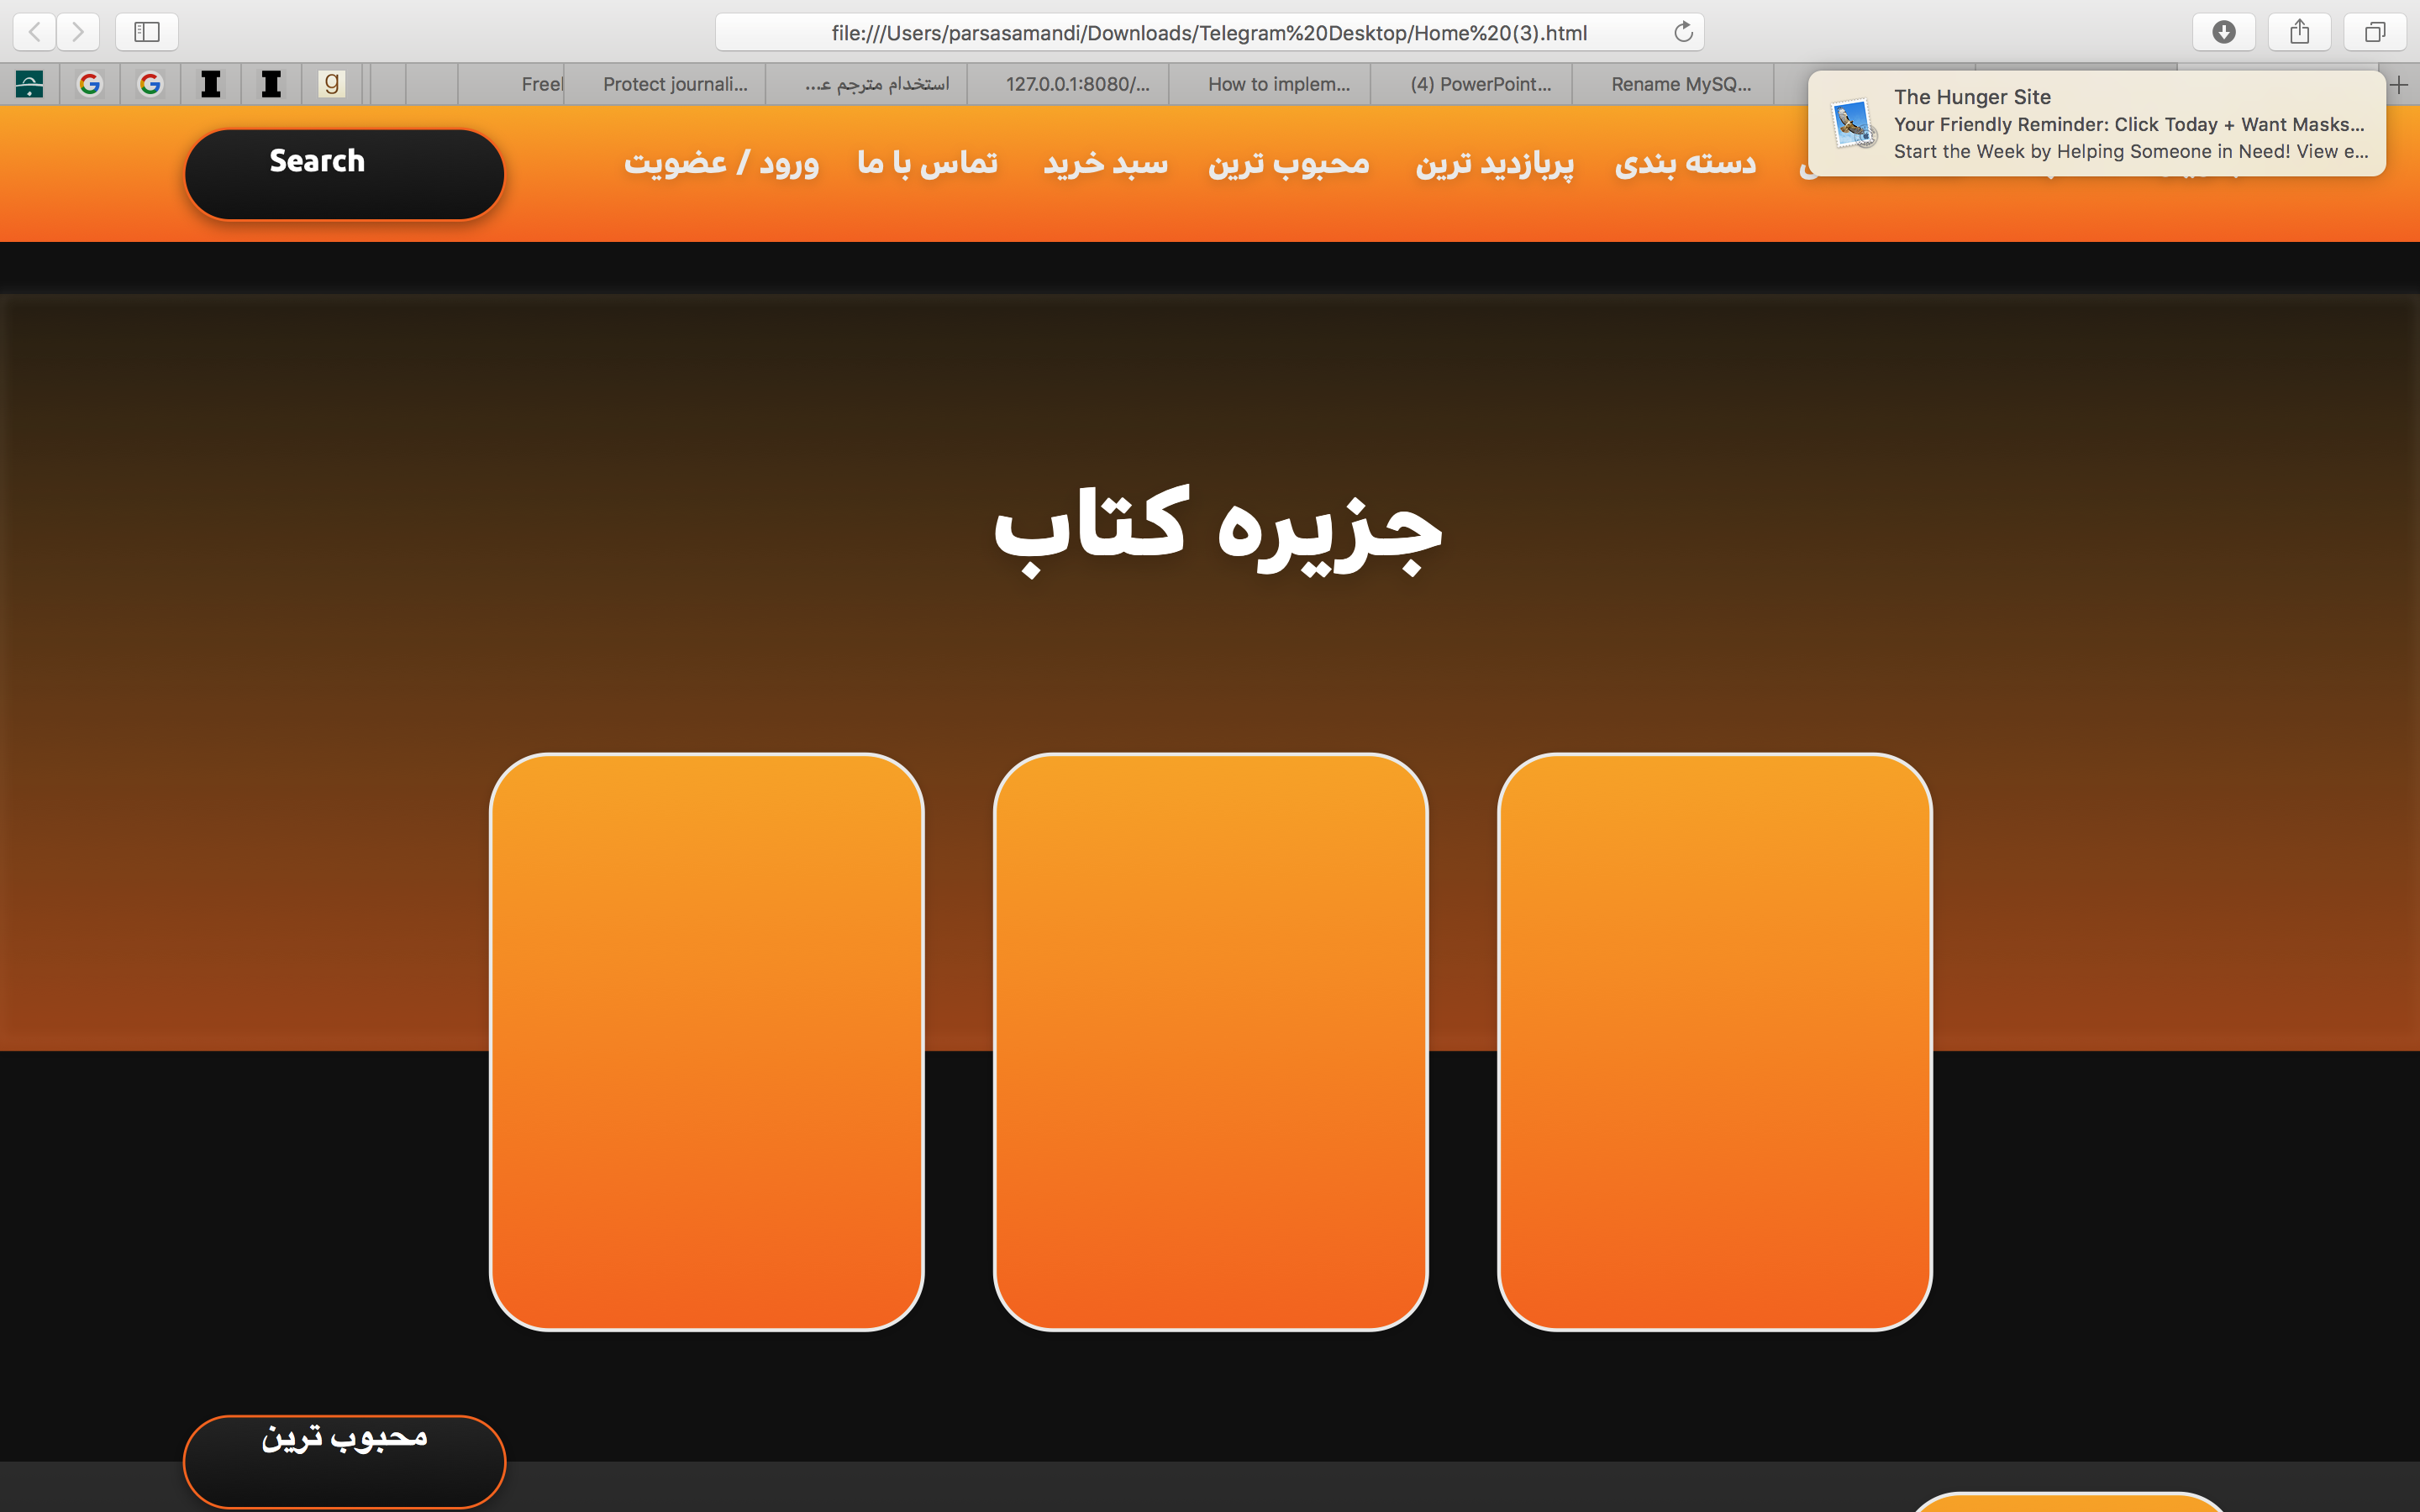 file:///Users/parsasamandi/Downloads/Telegram%20Desktop/Home%20(3).html
g
Freel
Protect journali...
استخدام مترجم ع...
127.0.0.1:8080/...
How to implem...
(4) PowerPoint...
Rename MySQ...
The Hunger Site
Your Friendly Reminder: Click Today + Want Masks...
Start the Week by Helping Someone in Need! View e...
دسته بندی
پربازدید ترین
محبوب ترین
سبد خرید
تماس با ما
ورود / عضویت
Search
جزیره کتاب
محبوب ترین